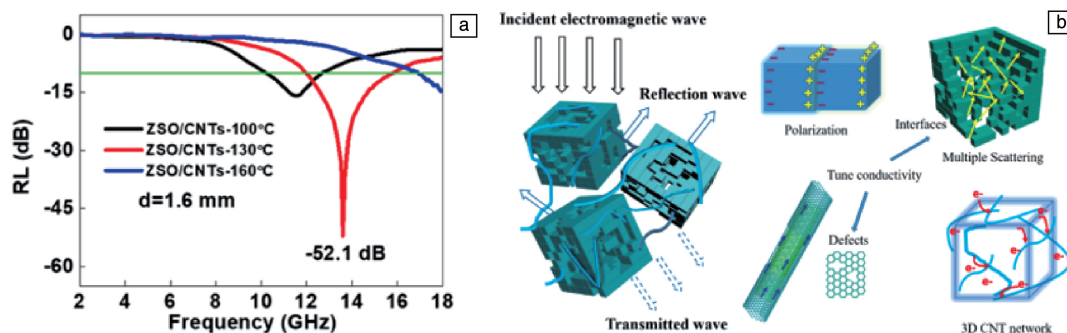 a
0
-15
-30
-45
-60
RL (dB)
ZSO/CNTs-100°C
ZSO/CNTs-130°C
ZSO/CNTs-160°C
d=1.6 mm
-52.1 dB
2 4 6 8 10 12 14 16 18
Frequency (GHz)
b
Incident electromagnetic wave
Reflection wave
Transmitted wave
Polarization
Interfaces
Multiple Scattering
Tune conductivity
Defects
e-
e-
e-
e-
e-
e-
e-
3D CNT network